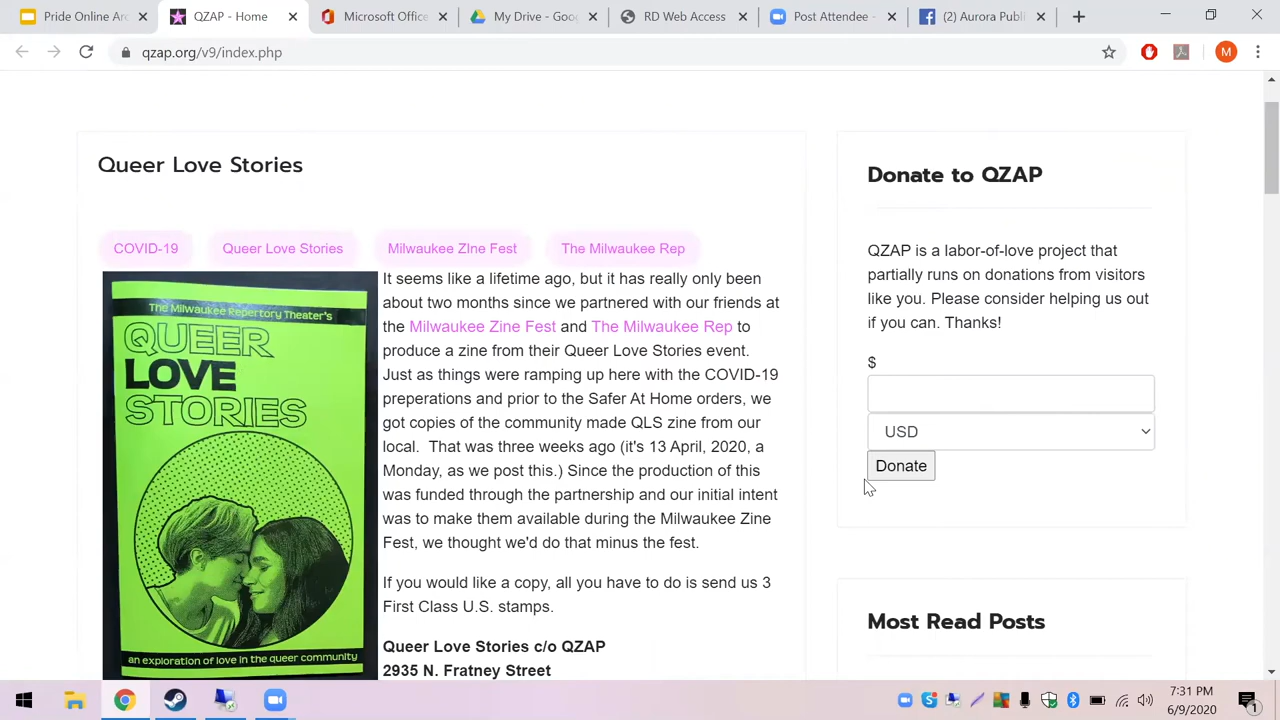 Pride Online Arc
QZAP - Home
Microsoft Office
My Drive - Goog
RD Web Access
Post Attendee
(2) Aurora Publ
qzap.org/v9/index.php
M
Queer Love Stories
COVID-19
Queer Love Stories
Milwaukee ZIne Fest
The Milwaukee Rep
The Milwaukee Repertory Theater's
QUEER
LOVE
STORIES
an exploration of love in the queer community
It seems like a lifetime ago, but it has really only been
about two months since we partnered with our friends at
the Milwaukee Zine Fest and The Milwaukee Rep to
produce a zine from their Queer Love Stories event.
Just as things were ramping up here with the COVID-19
preperations and prior to the Safer At Home orders, we
got copies of the community made QLS zine from our
local. That was three weeks ago (it's 13 April, 2020, a
Monday, as we post this.) Since the production of this
was funded through the partnership and our initial intent
was to make them available during the Milwaukee Zine
Fest, we thought we'd do that minus the fest.
If you would like a copy, all you have to do is send us 3
First Class U.S. stamps.
Queer Love Stories c/o QZAP
2935 N. Fratney Street
Donate to QZAP
QZAP is a labor-of-love project that
partially runs on donations from visitors
like you. Please consider helping us out
if you can. Thanks!
$
USD
Donate
Most Read Posts
7:31 PM
6/9/2020
1